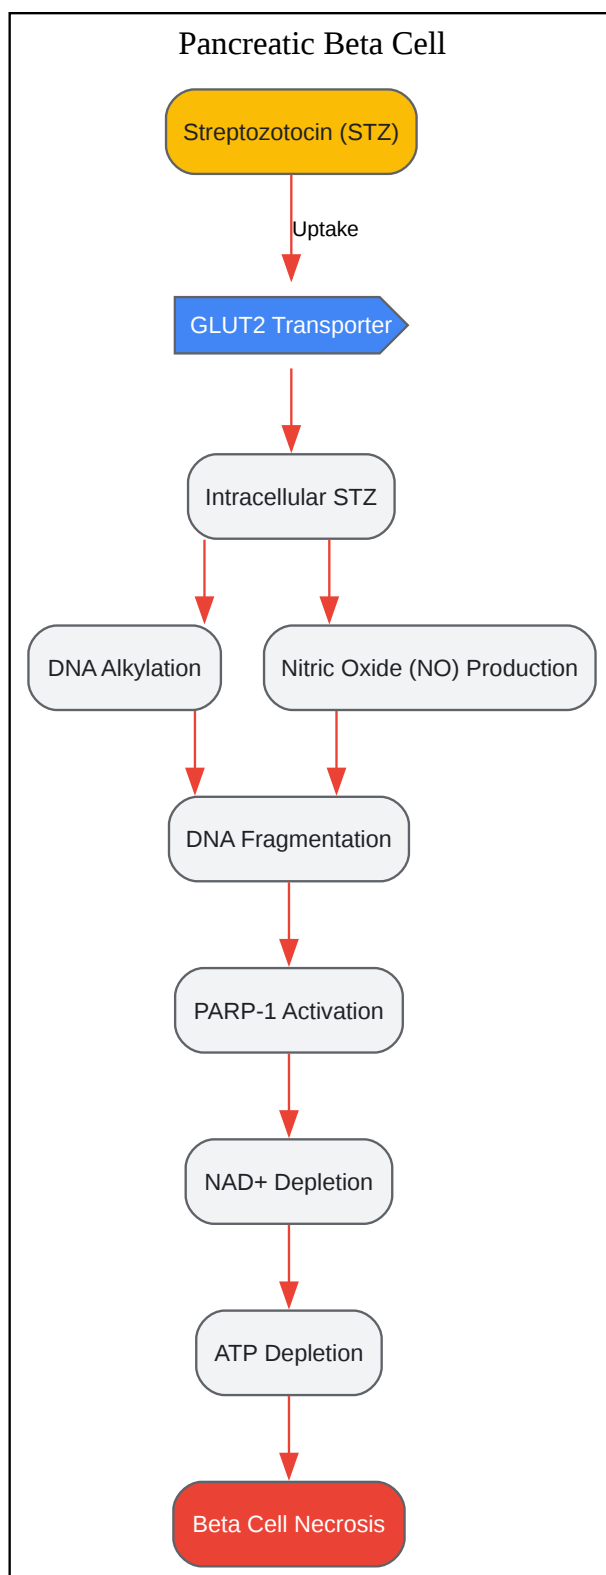 Pancreatic Beta Cell
Streptozotocin (STZ)
Uptake
GLUT2 Transporter
Intracellular STZ
DNA Alkylation
Nitric Oxide (NO) Production
DNA Fragmentation
PARP-1 Activation
NAD+ Depletion
ATP Depletion
Beta Cell Necrosis